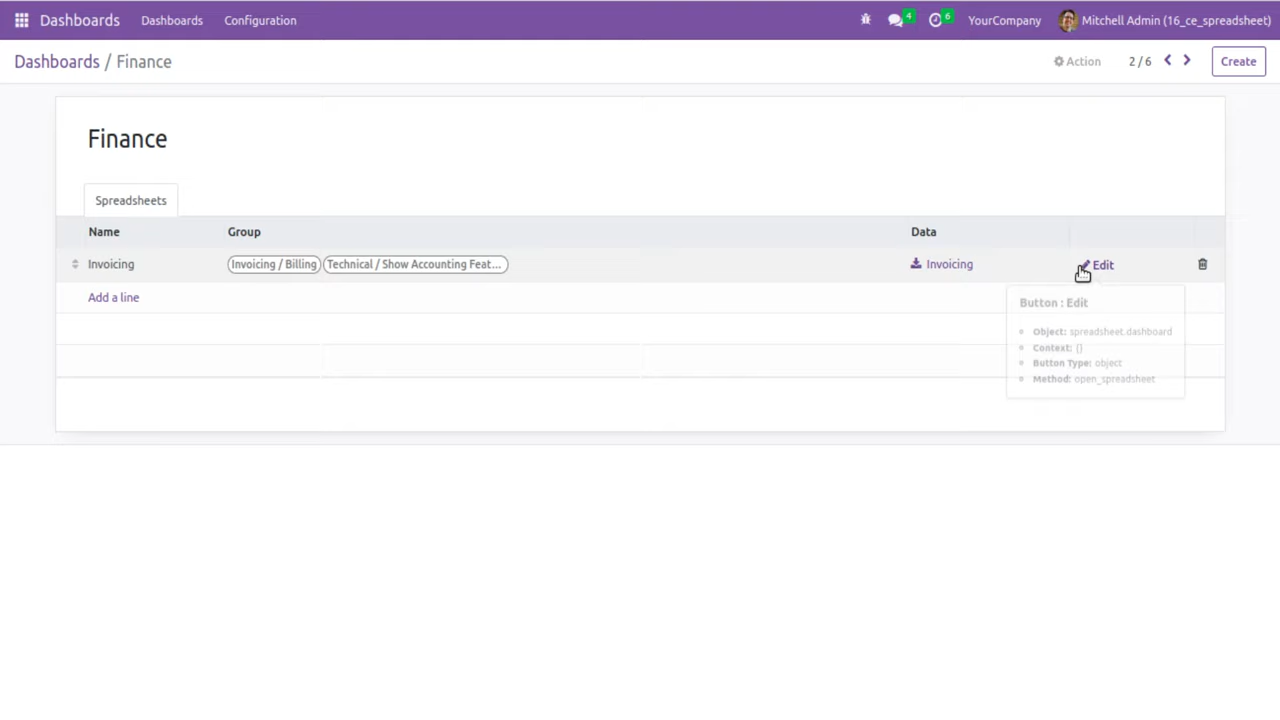 Dashboards Dashboards Configuration 4 6 YourCompany Mitchell Admin (16_ce_spreadsheet)
Dashboards / Finance Action 2 / 6 Create
Finance
Spreadsheets
Name Group Data
Invoicing Invoicing / Billing Technical / Show Accounting Feat... Invoicing Edit
Add a line
Button : Edit
Object: spreadsheet.dashboard
Context: {}
Button Type: object
Method: open_spreadsheet